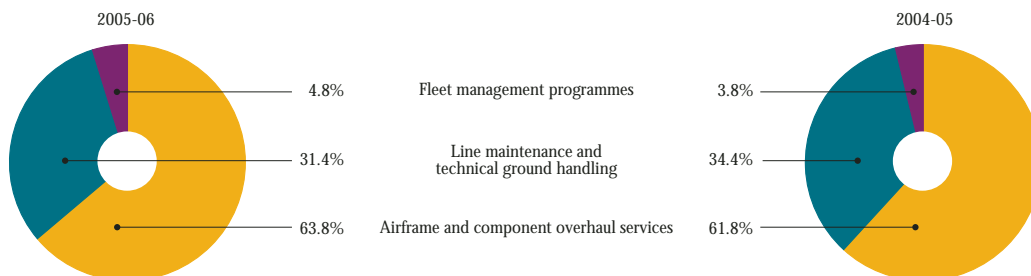 2005-06
2004-05
4.8% Fleet management programmes 3.8%
Line maintenance and
31.4% technical ground handling 34.4%
63.8% Airframe and component overhaul services 61.8%